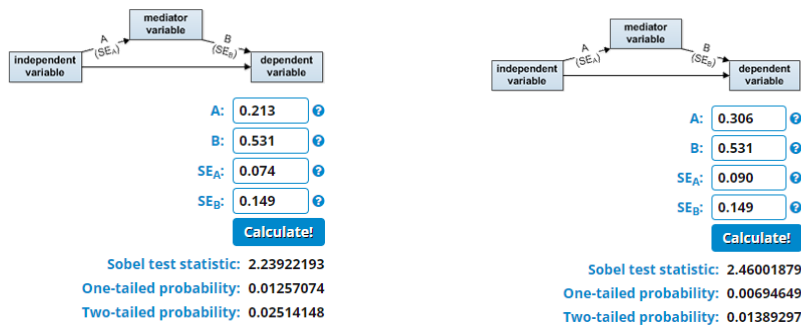 mediator
variable
A
(SEA)
B
(SEB)
independent
variable
dependent
variable
A: 0.213 ?
B: 0.531 ?
SEA: 0.074 ?
SEB: 0.149 ?
Calculate!
Sobel test statistic: 2.23922193
One-tailed probability: 0.01257074
Two-tailed probability: 0.02514148
mediator
variable
A
(SEA)
B
(SEB)
independent
variable
dependent
variable
A: 0.306 ?
B: 0.531 ?
SEA: 0.090 ?
SEB: 0.149 ?
Calculate!
Sobel test statistic: 2.46001879
One-tailed probability: 0.00694649
Two-tailed probability: 0.01389297